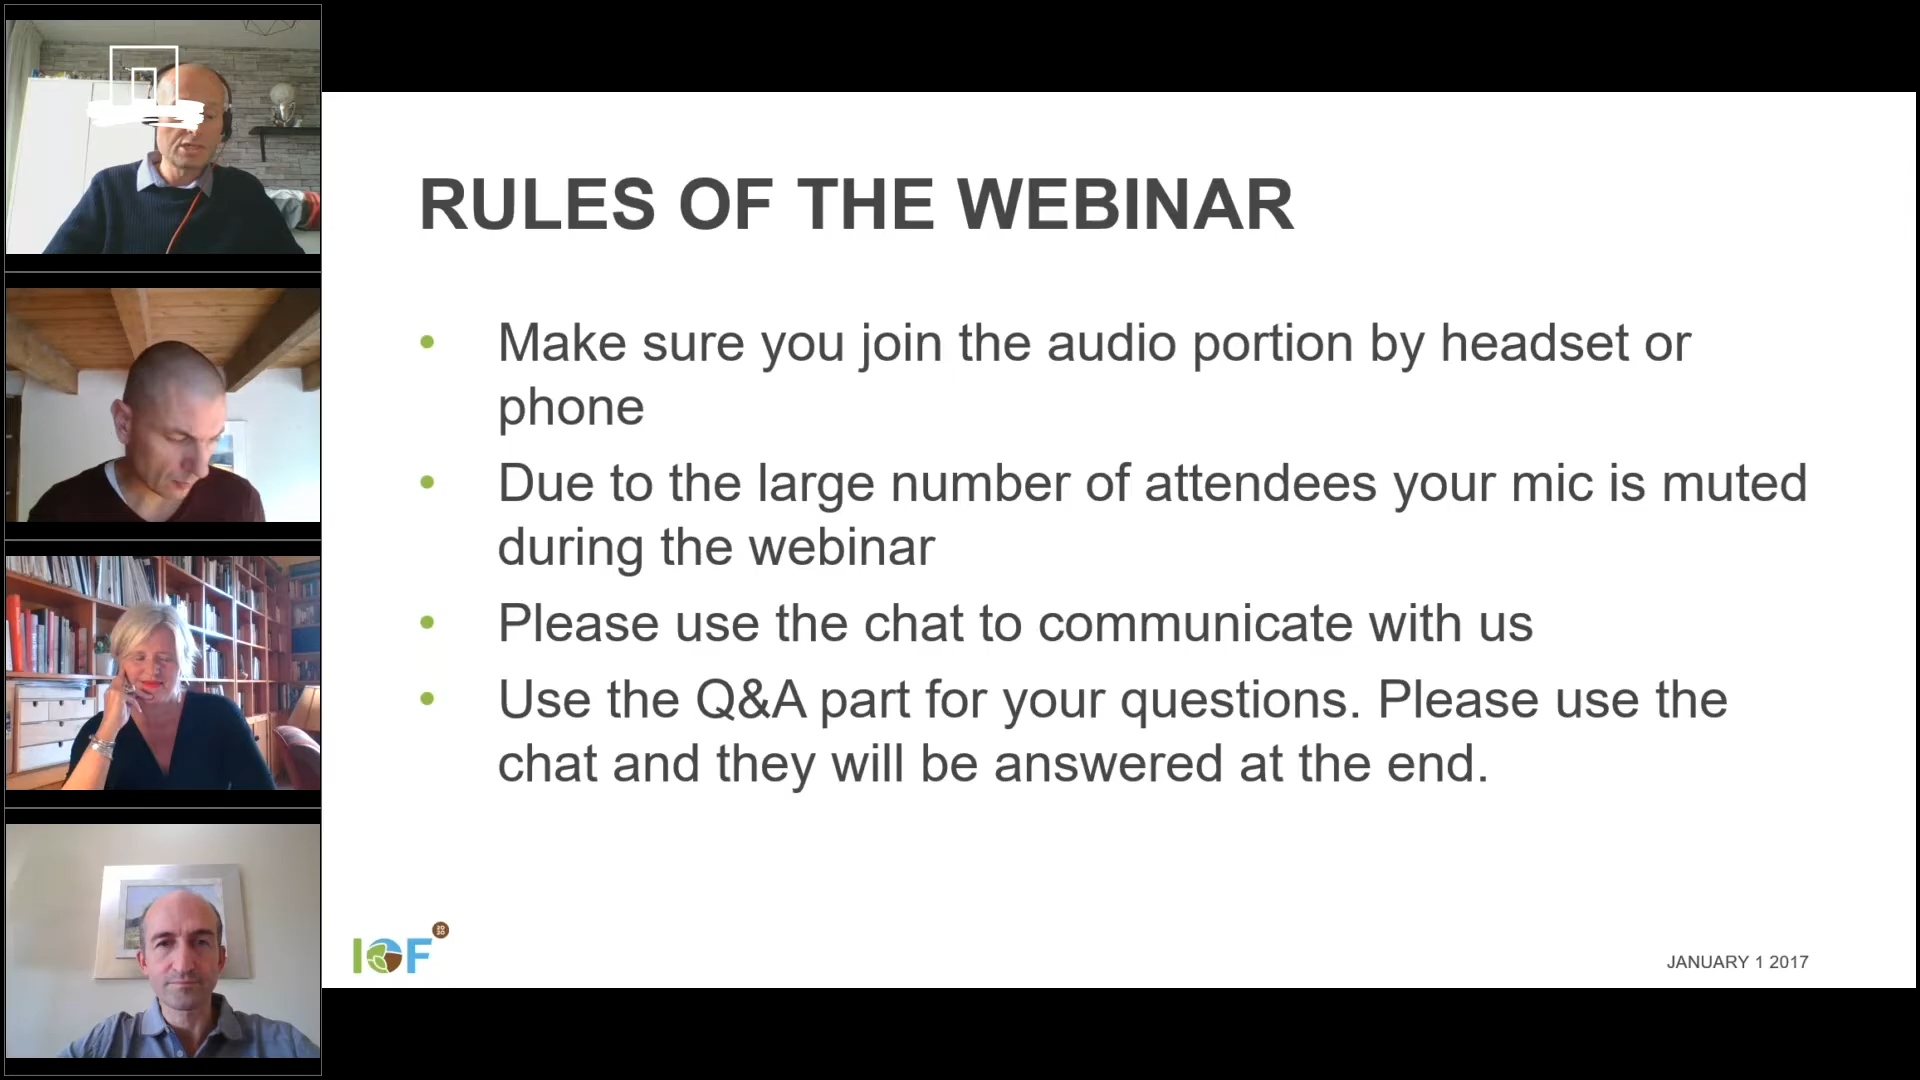 RULES OF THE WEBINAR
• Make sure you join the audio portion by headset or
phone
• Due to the large number of attendees your mic is muted
during the webinar
• Please use the chat to communicate with us
• Use the Q&A part for your questions. Please use the
chat and they will be answered at the end.
IOF
2020
JANUARY 1 2017